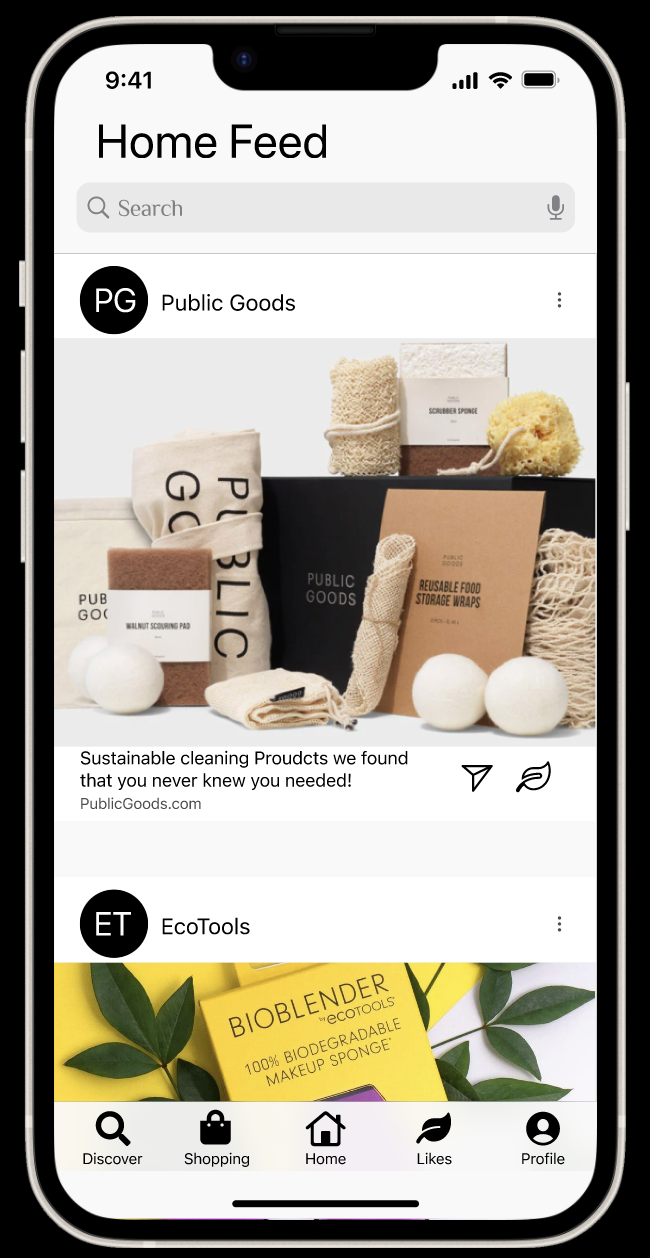 9:41
Home Feed
Search
PG Public Goods
SCRUBBER SPONGE
PUBLIC
GO
PUBLIC
GOO
WALNUT SCOURING PAD
PUBLIC
GOODS
PUBLIC
GOODS
REUSABLE FOOD
STORAGE WRAPS
Sustainable cleaning Proudcts we found
that you never knew you needed!
PublicGoods.com
ET EcoTools
BIOBLENDER
by ecoTOOLS
100% BIODEGRADABLE
MAKEUP SPONGE
Discover Shopping Home Likes Profile